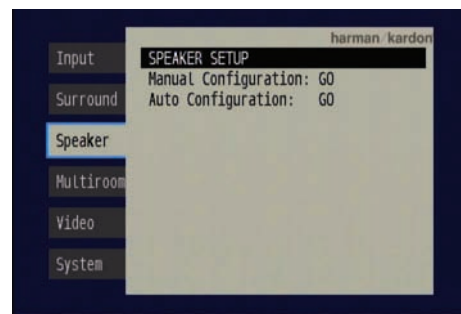 harman/kardon
Input
Surround
Speaker
Multiroom
Video
System
SPEAKER SETUP
Manual Configuration: GO
Auto Configuration: GO